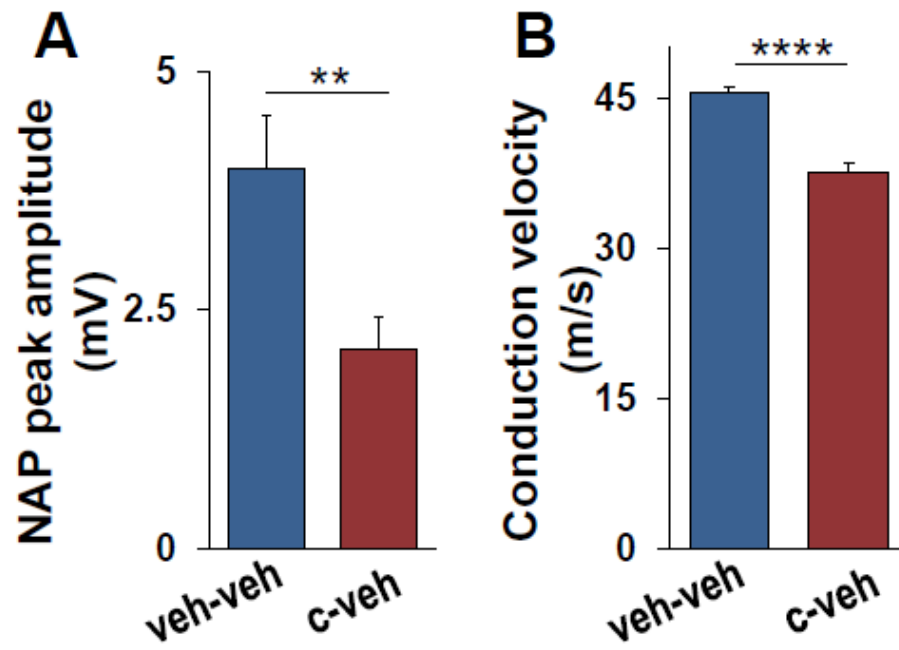 A
NAP peak amplitude
(mV)
5
2.5
0
**
veh-veh
c-veh
B
Conduction velocity
(m/s)
45
30
15
0
****
veh-veh
c-veh